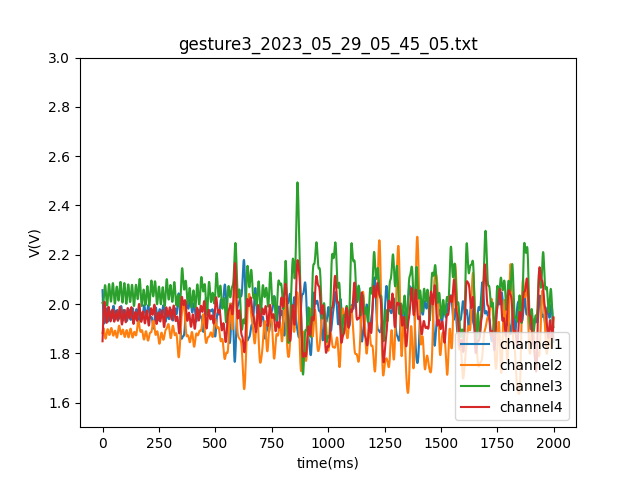 gesture3_2023_05_29_05_45_05.txt
3.0
2.8
2.6
2.4
2.2
2.0
1.8
1.6
V(V)
0 250 500 750 1000 1250 1500 1750 2000
time(ms)
channel1
channel2
channel3
channel4